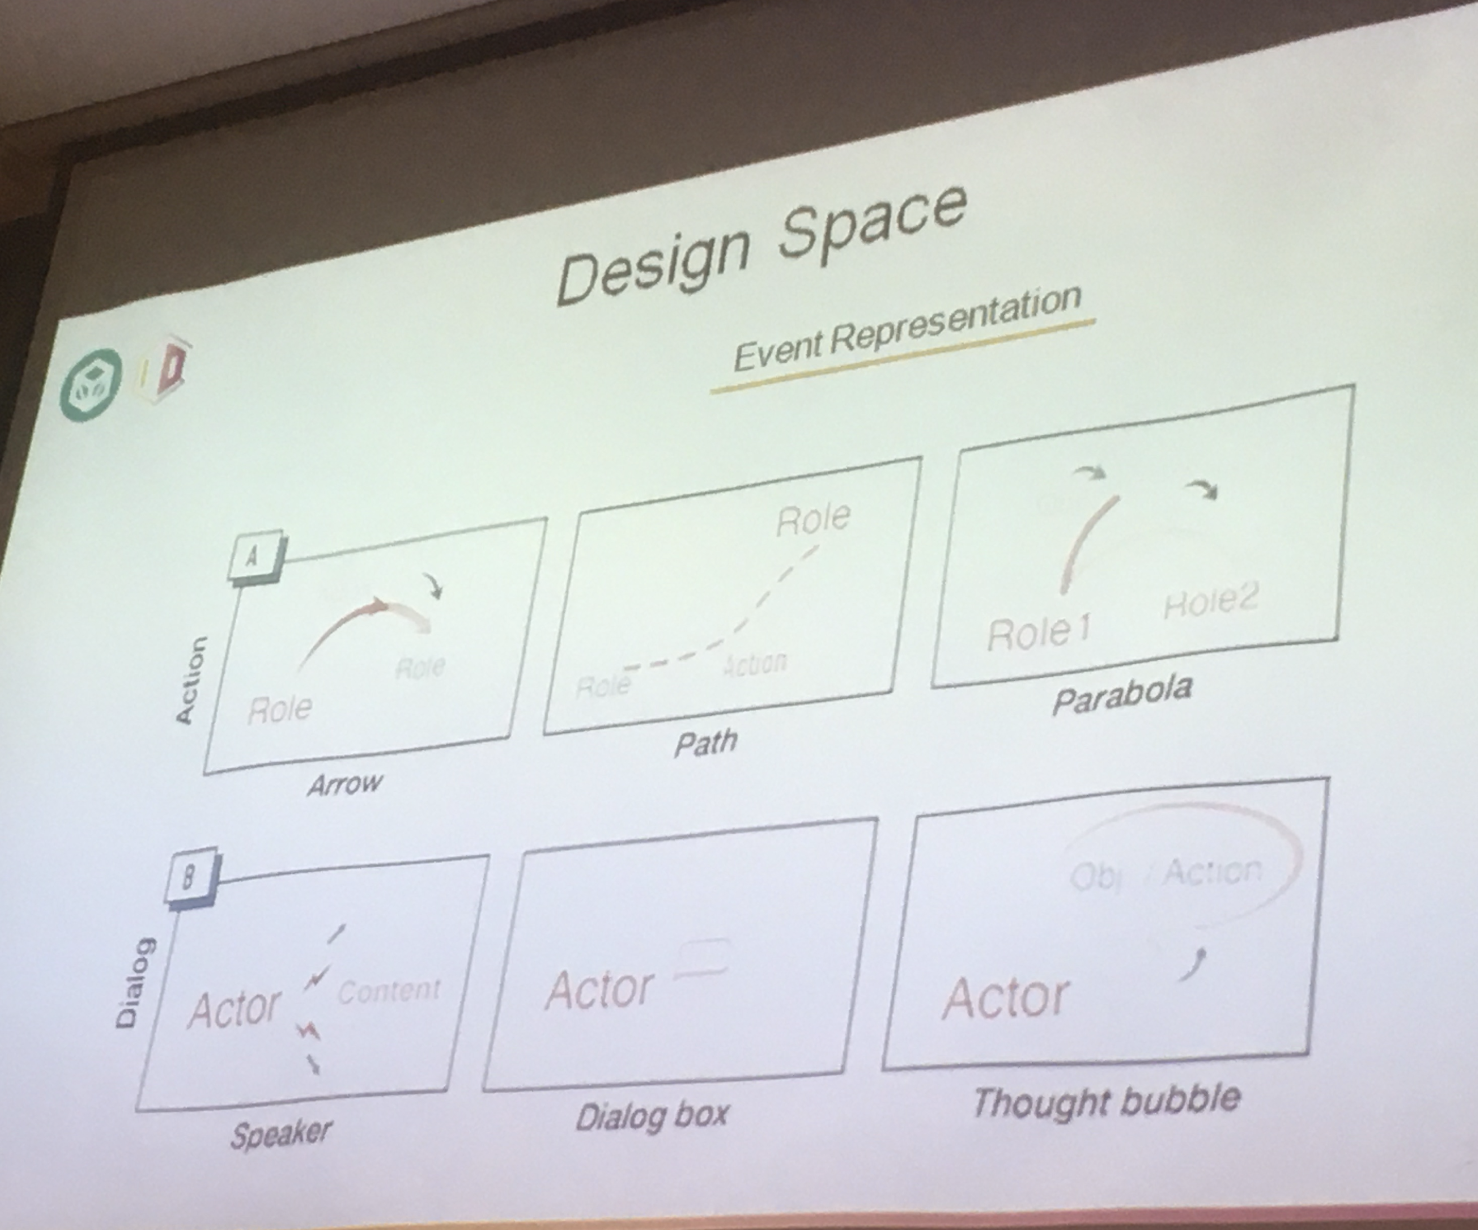 Design Space
Event Representation
A
Action
Role
Role
Arrow
Role
Role
Action
Path
Role1
Role2
Parabola
B
Dialog
Actor
Content
Speaker
Actor
Dialog box
Obj / Action
Actor
Thought bubble